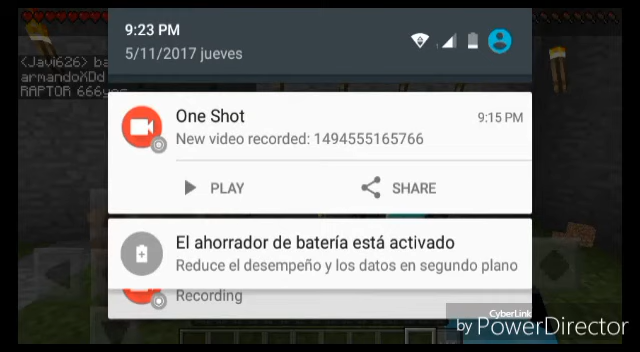 9:23 PM
5/11/2017 jueves
<Javi626> ba
armandoXDd
RAPTOR 666yos
One Shot
9:15 PM
New video recorded: 1494555165766
PLAY
SHARE
El ahorrador de batería está activado
Reduce el desempeño y los datos en segundo plano
Recording
CyberLink
by PowerDirector